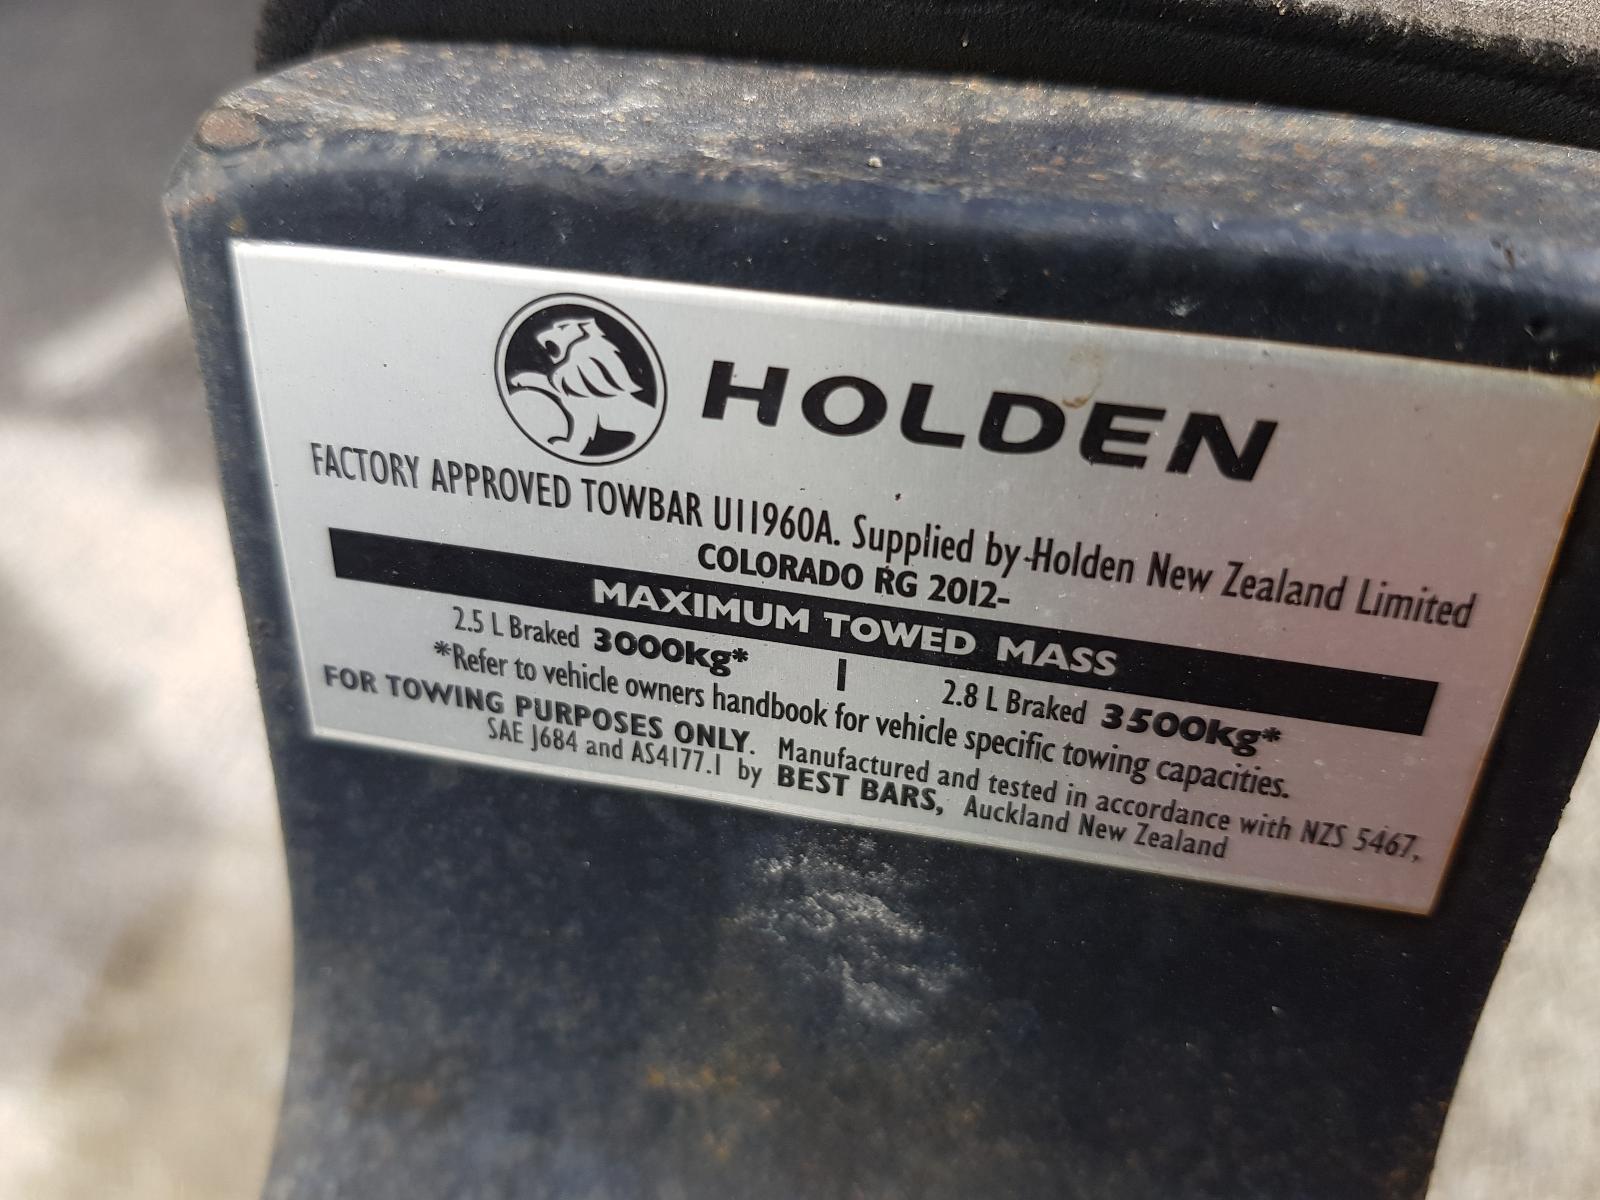 HOLDEN
FACTORY APPROVED TOWBAR U11960A. Supplied by Holden New Zealand Limited
COLORADO RG 2012-
MAXIMUM TOWED MASS
2.5 L Braked 3000kg* | 2.8 L Braked 3500kg*
*Refer to vehicle owners handbook for vehicle specific towing capacities.
FOR TOWING PURPOSES ONLY. Manufactured and tested in accordance with NZS 5467,
SAE J684 and AS4177.1 by BEST BARS, Auckland New Zealand